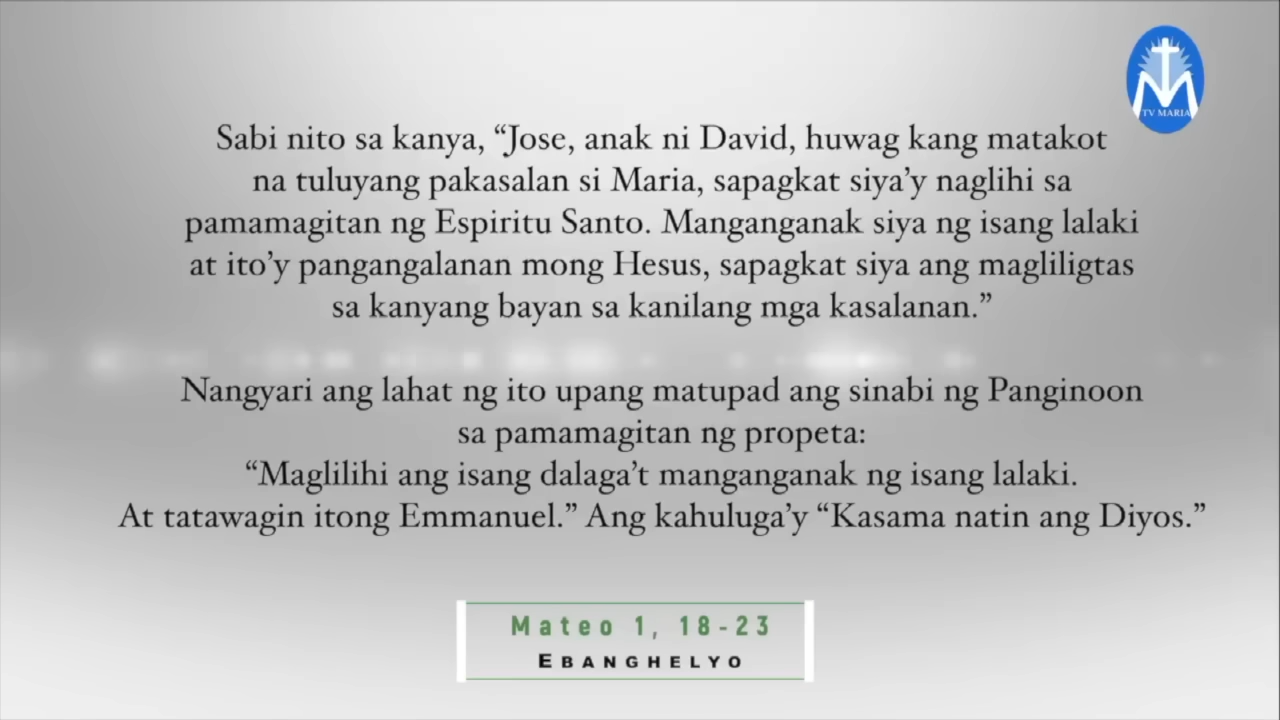 TV MARIA
Sabi nito sa kanya, “Jose, anak ni David, huwag kang matakot
na tuluyang pakasalan si Maria, sapagkat siya’y naglihi sa
pamamagitan ng Espiritu Santo. Manganganak siya ng isang lalaki
at ito’y pangangalanan mong Hesus, sapagkat siya ang magliligtas
sa kanyang bayan sa kanilang mga kasalanan.”
Nangyari ang lahat ng ito upang matupad ang sinabi ng Panginoon
sa pamamagitan ng propeta:
“Maglilihi ang isang dalaga’t manganganak ng isang lalaki.
At tatawagin itong Emmanuel.” Ang kahuluga’y “Kasama natin ang Diyos.”
Mateo 1, 18-23
EBANGHELYO